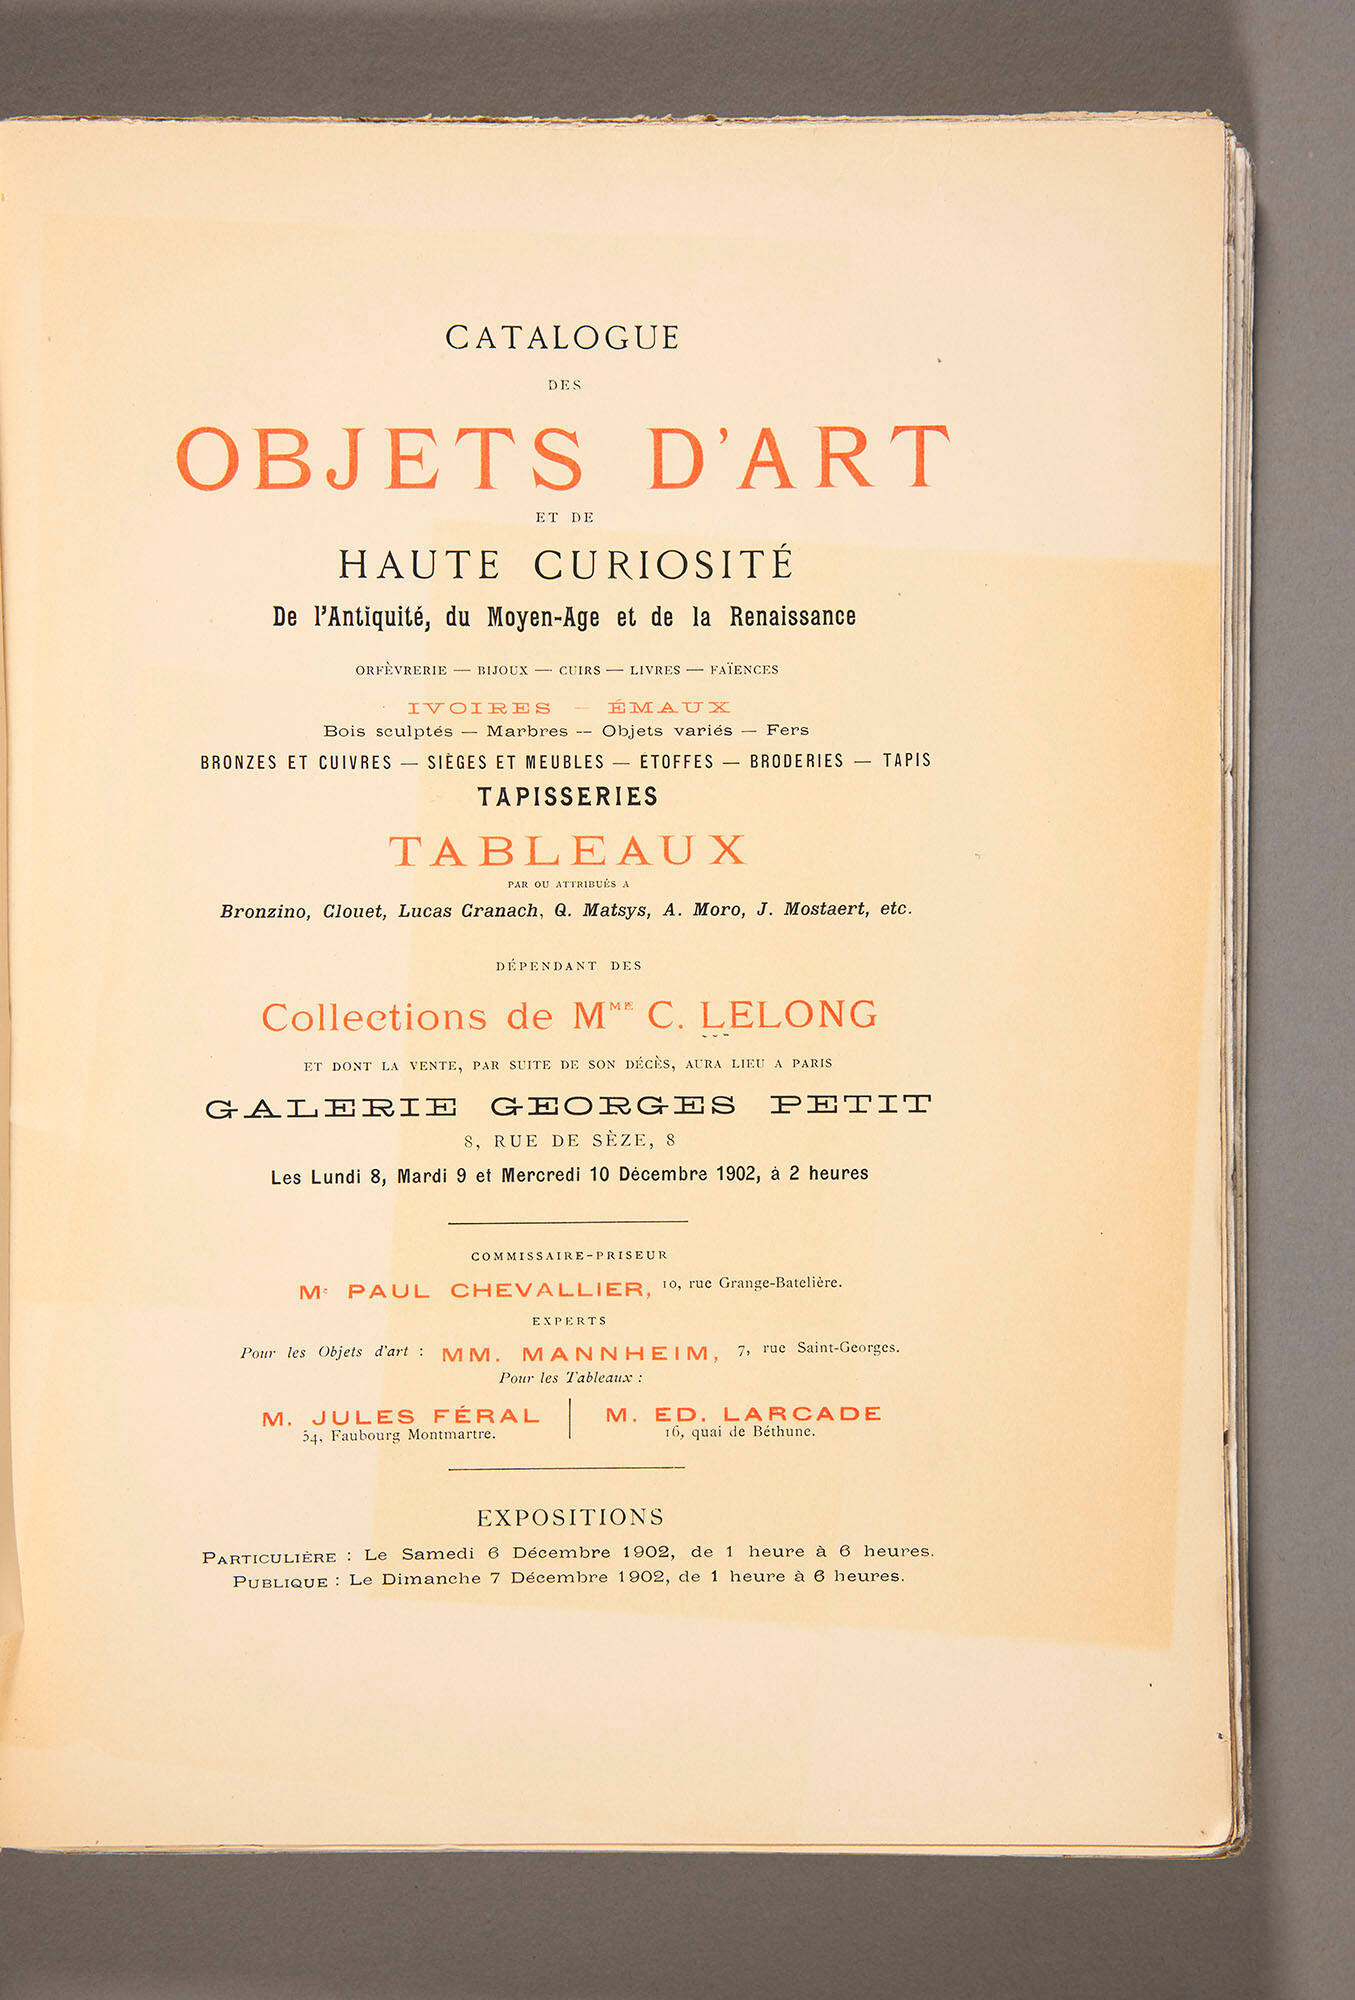 CATALOGUE
DES
OBJETS D'ART
ET DE
HAUTE CURIOSITÉ
De l'Antiquité, du Moyen-Age et de la Renaissance
ORFÈVRERIE — BIJOUX — CUIRS — LIVRES — FAÏENCES
IVOIRES — ÉMAUX
Bois sculptés — Marbres — Objets variés — Fers
BRONZES ET CUIVRES — SIÈGES ET MEUBLES — ÉTOFFES — BRODERIES — TAPIS
TAPISSERIES
TABLEAUX
PAR OU ATTRIBUÉS A
Bronzino, Clouet, Lucas Cranach, Q. Matsys, A. Moro, J. Mostaert, etc.
DÉPENDANT DES
Collections de MME C. LELONG
ET DONT LA VENTE, PAR SUITE DE SON DÉCÈS, AURA LIEU A PARIS
GALERIE GEORGES PETIT
8, RUE DE SÈZE, 8
Les Lundi 8, Mardi 9 et Mercredi 10 Décembre 1902, à 2 heures
COMMISSAIRE-PRISEUR
Me PAUL CHEVALLIER, 10, rue Grange-Batelière.
EXPERTS
Pour les Objets d'art : MM. MANNHEIM, 7, rue Saint-Georges.
Pour les Tableaux :
M. JULES FÉRAL
54, Faubourg Montmartre.
M. ED. LARCADE
16, quai de Béthune.
EXPOSITIONS
PARTICULIÈRE : Le Samedi 6 Décembre 1902, de 1 heure à 6 heures.
PUBLIQUE : Le Dimanche 7 Décembre 1902, de 1 heure à 6 heures.